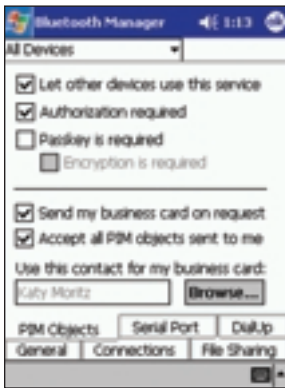 Bluetooth Manager 1:13 ok
All Devices
Let other devices use this service
Authorization required
Passkey is required
Encryption is required
Send my business card on request
Accept all PIM objects sent to me
Use this contact for my business card:
Katy Moritz Browse...
PIM Objects Serial Port DialUp
General Connections File Sharing